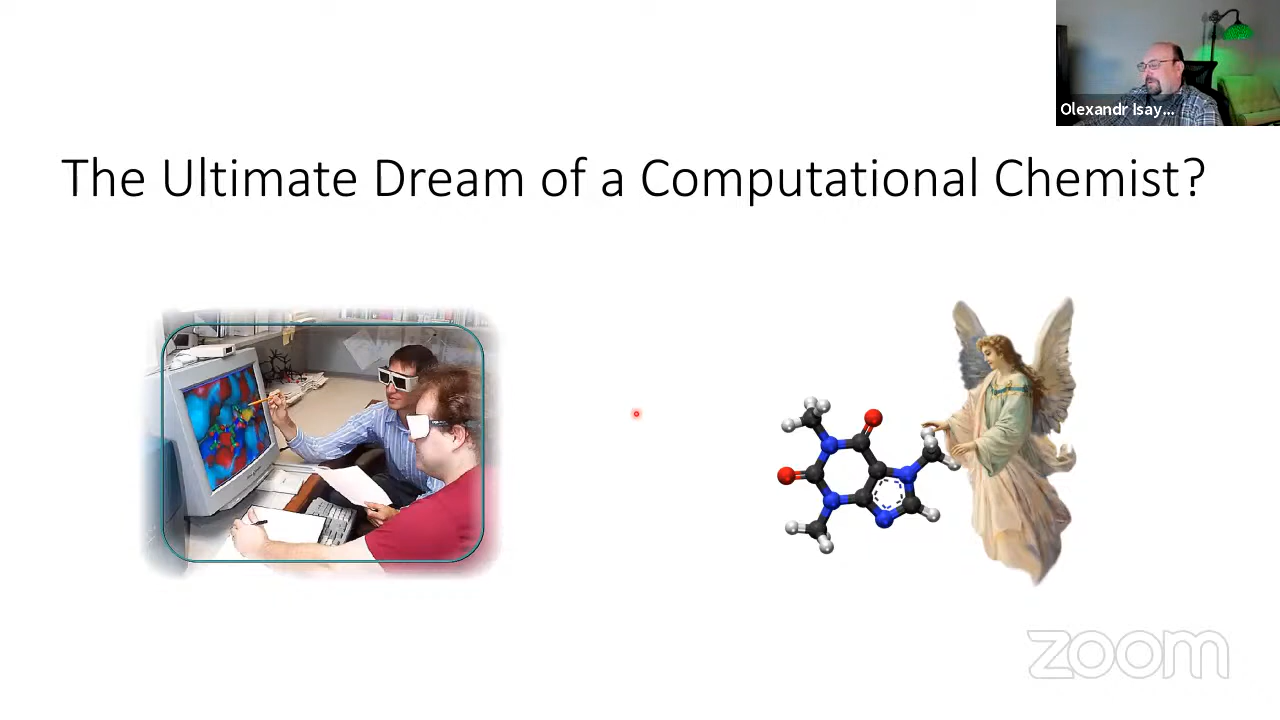 Olexandr Isay...
The Ultimate Dream of a Computational Chemist?
zoom